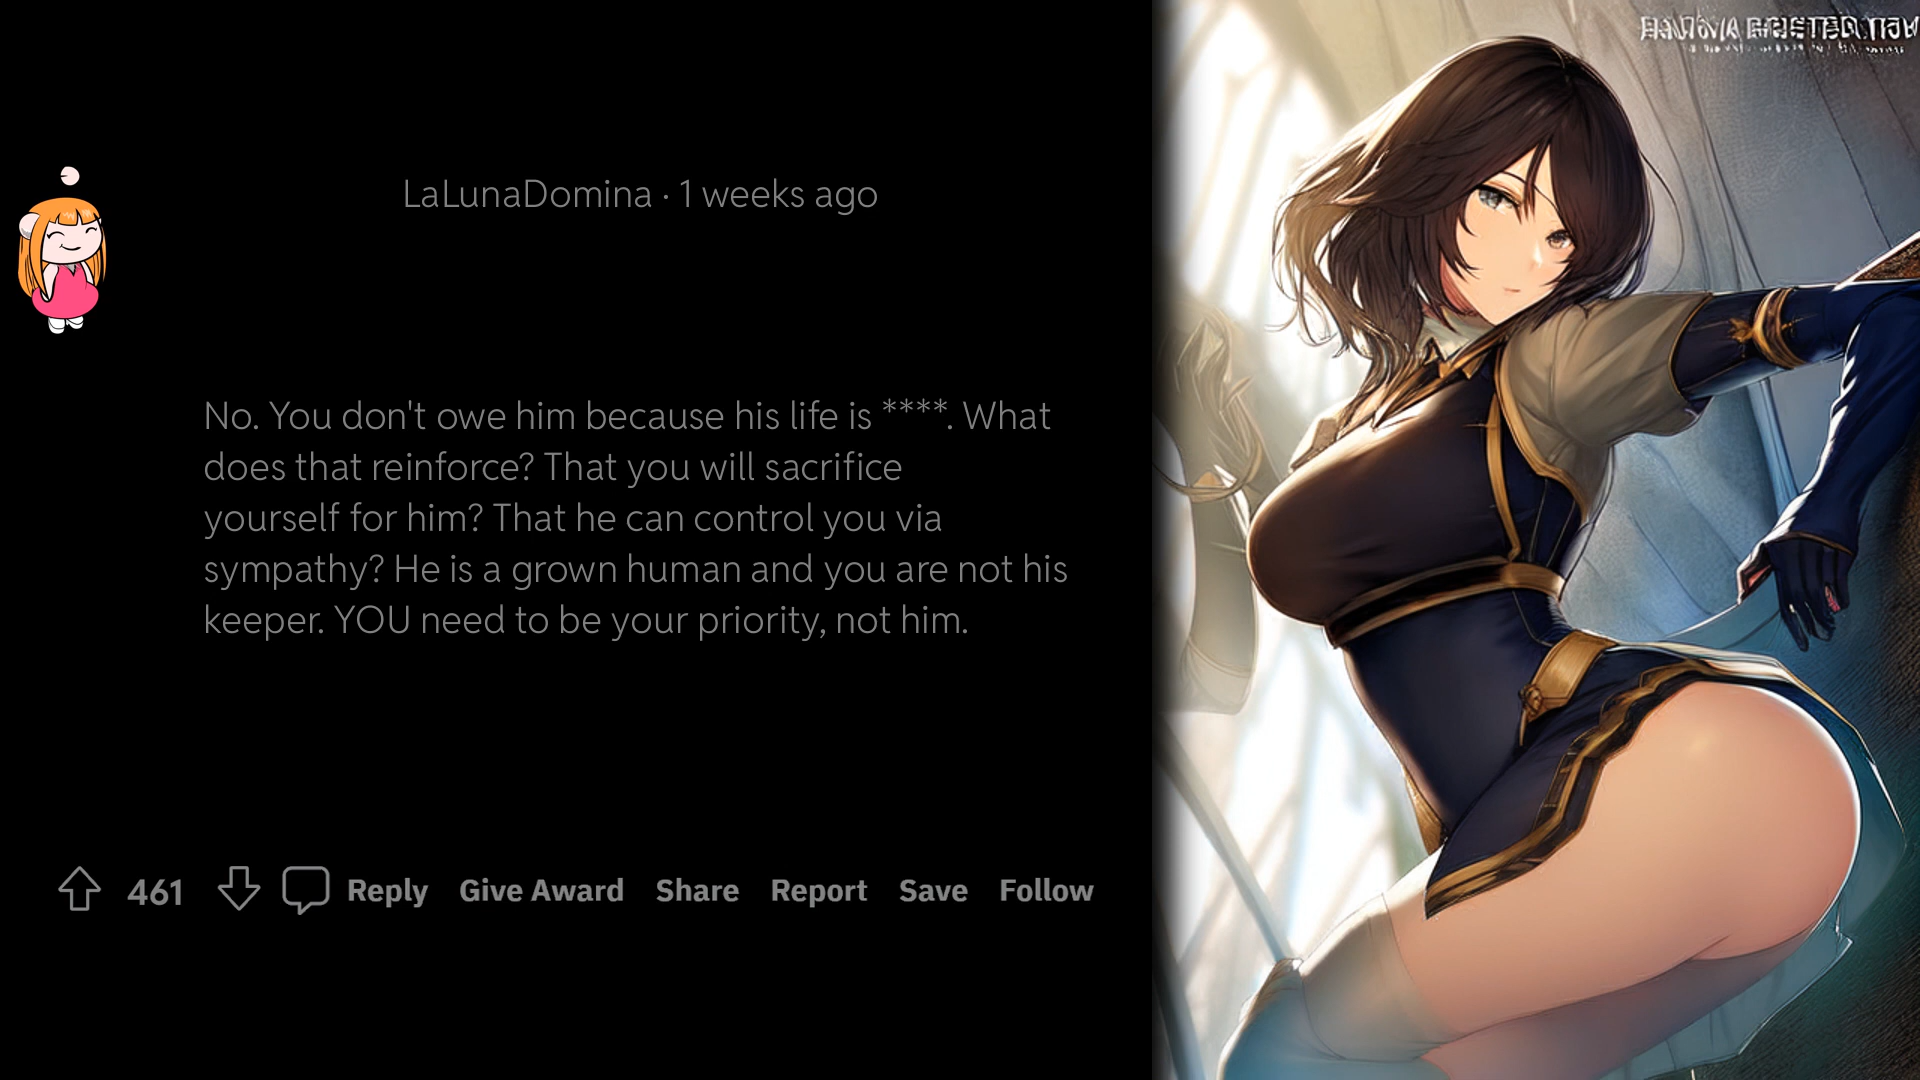 LaLunaDomina · 1 weeks ago
No. You don't owe him because his life is ****. What
does that reinforce? That you will sacrifice
yourself for him? That he can control you via
sympathy? He is a grown human and you are not his
keeper. YOU need to be your priority, not him.
461 Reply Give Award Share Report Save Follow